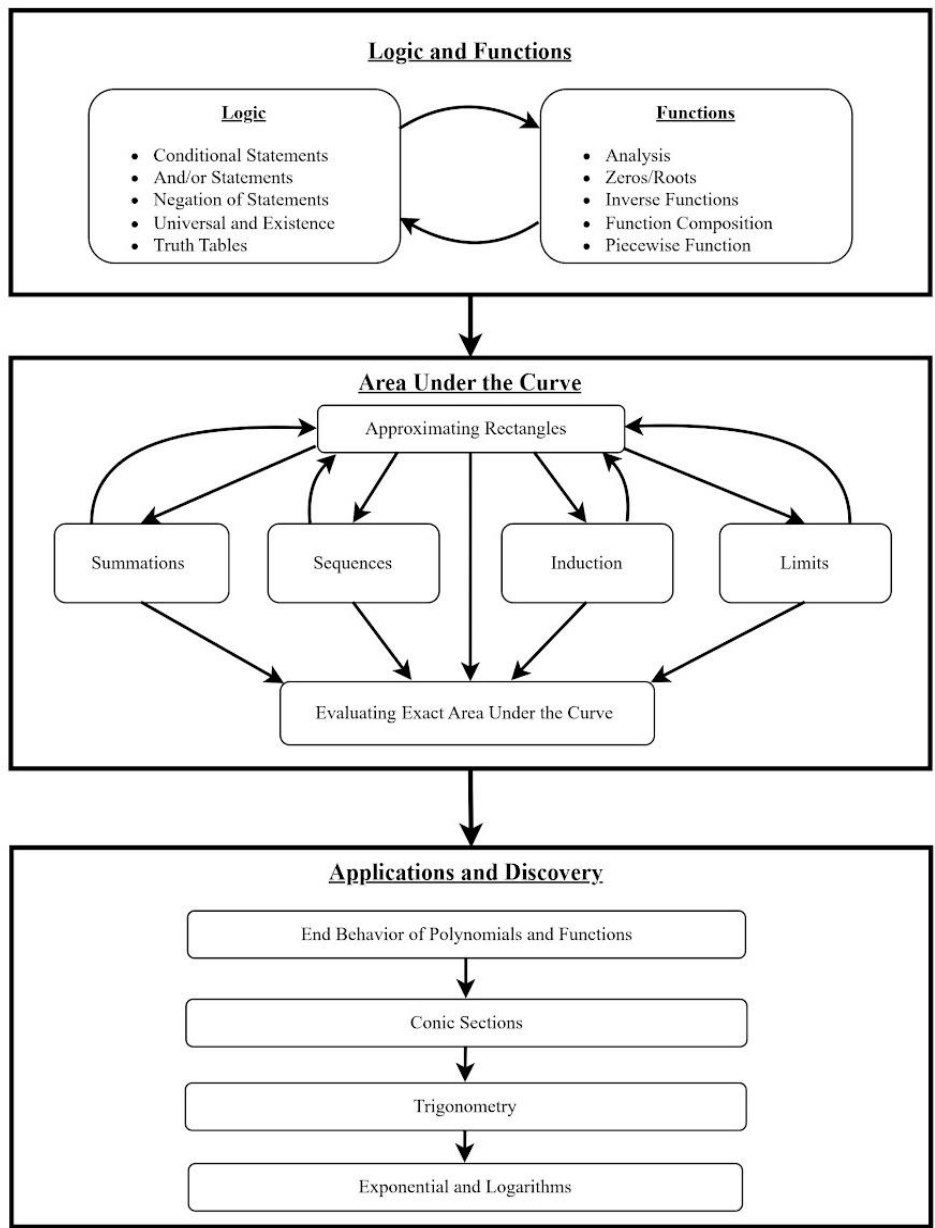 Logic and Functions
Logic
• Conditional Statements
• And/or Statements
• Negation of Statements
• Universal and Existence
• Truth Tables
Functions
• Analysis
• Zeros/Roots
• Inverse Functions
• Function Composition
• Piecewise Function
Area Under the Curve
Approximating Rectangles
Summations
Sequences
Induction
Limits
Evaluating Exact Area Under the Curve
Applications and Discovery
End Behavior of Polynomials and Functions
Conic Sections
Trigonometry
Exponential and Logarithms